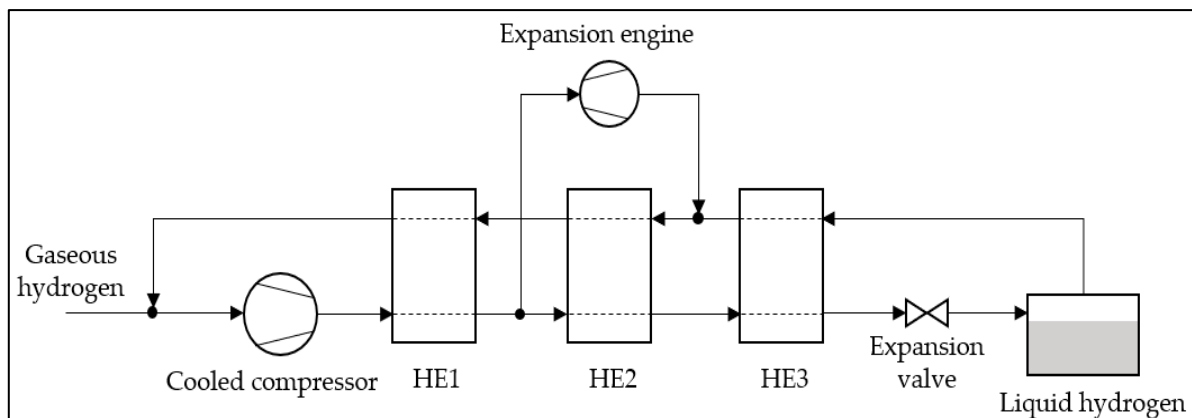 Expansion engine
Gaseous
hydrogen
Cooled compressor
HE1
HE2
HE3
Expansion
valve
Liquid hydrogen